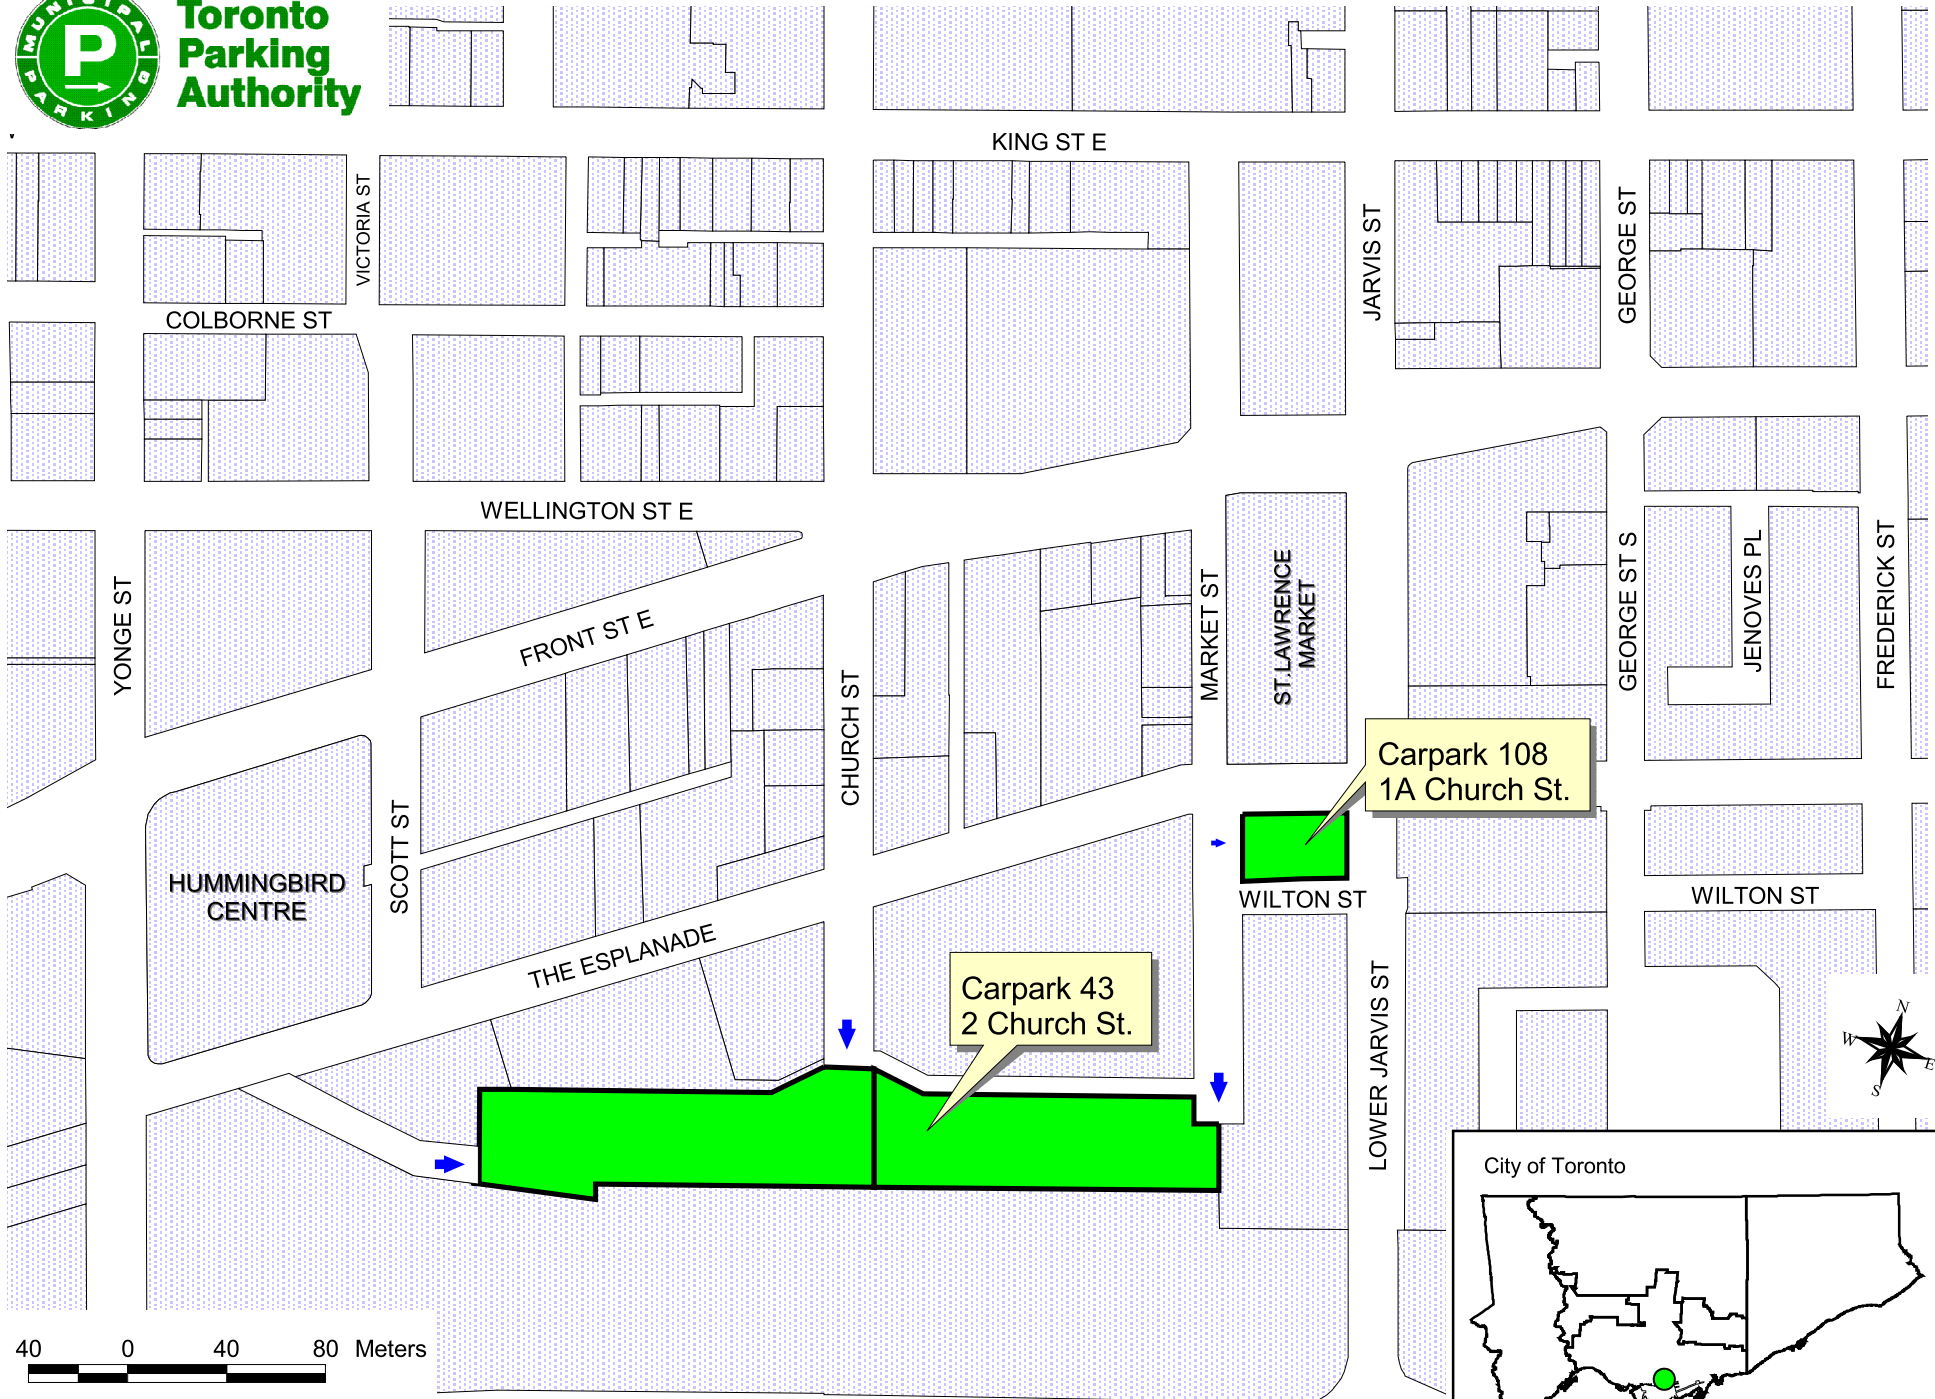 MUNICIPAL
P
PARKING
Toronto
Parking
Authority
KING ST E
VICTORIA ST
JARVIS ST
GEORGE ST
COLBORNE ST
WELLINGTON ST E
YONGE ST
FRONT ST E
CHURCH ST
MARKET ST
ST.LAWRENCE
MARKET
GEORGE ST S
JENOVES PL
FREDERICK ST
Carpark 108
1A Church St.
SCOTT ST
HUMMINGBIRD
CENTRE
WILTON ST
WILTON ST
THE ESPLANADE
Carpark 43
2 Church St.
LOWER JARVIS ST
N
W
E
S
City of Toronto
40 0 40 80 Meters